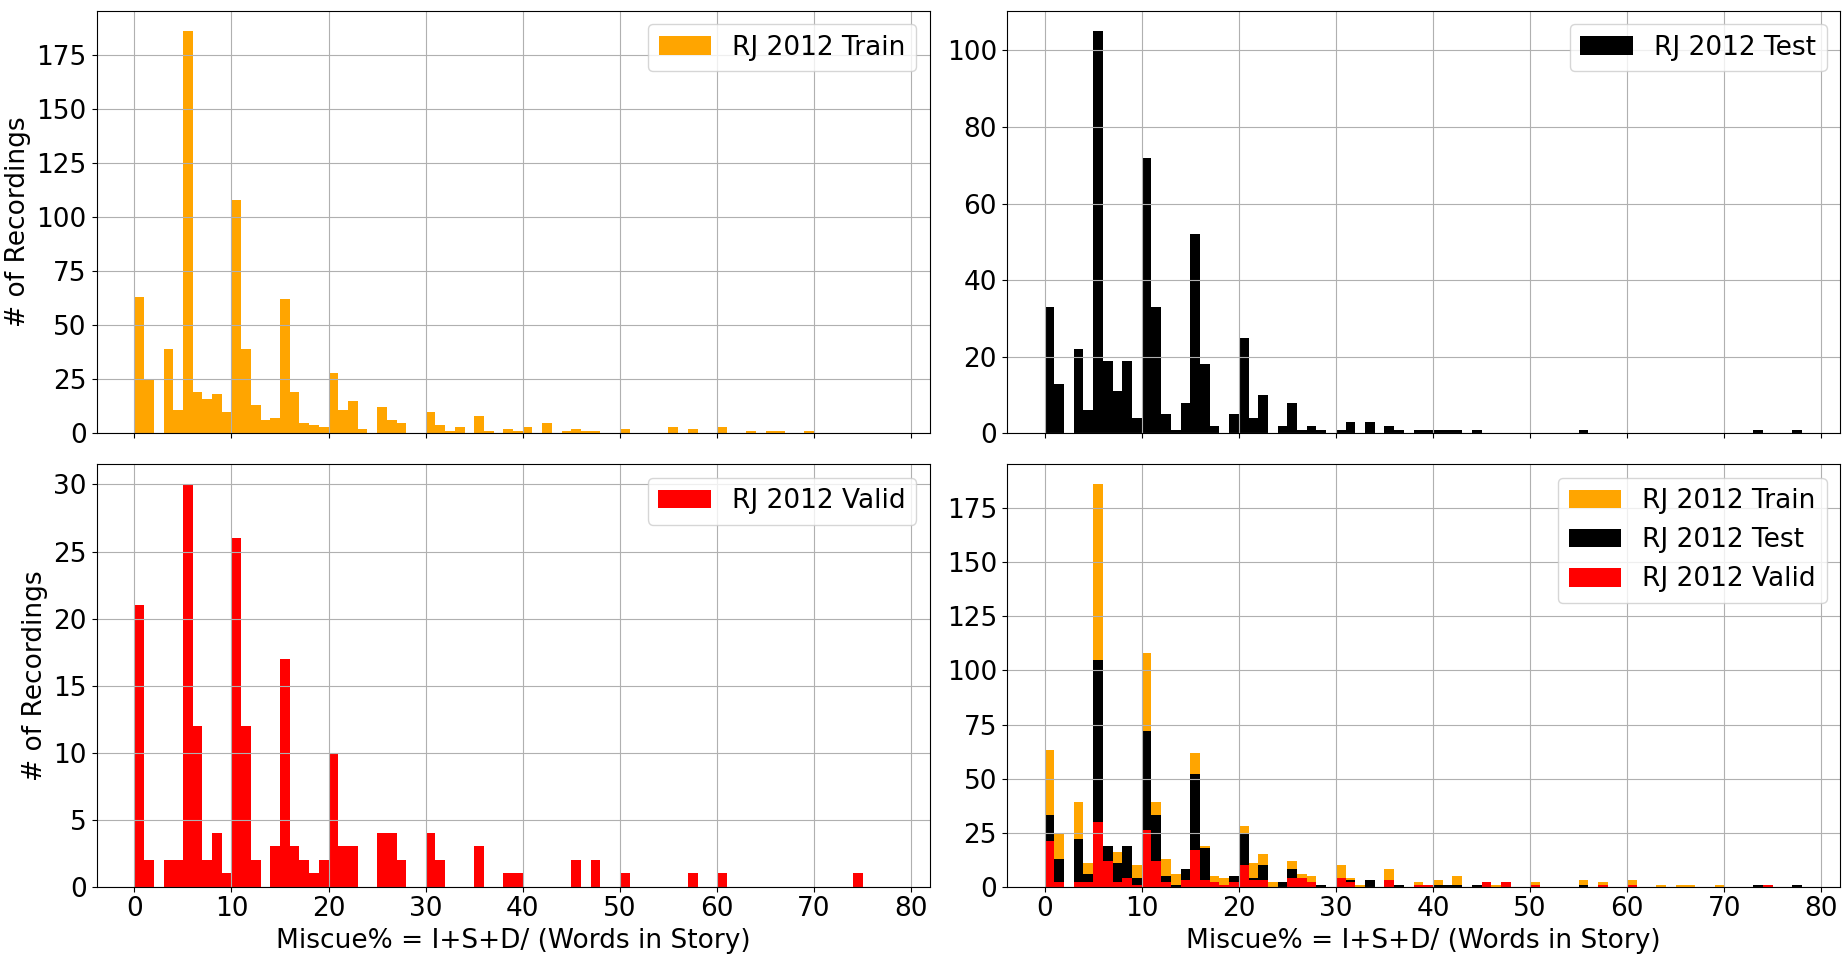 RJ 2012 Train
# of Recordings
175
150
125
100
75
50
25
0
RJ 2012 Test
100
80
60
40
20
0
RJ 2012 Valid
# of Recordings
30
25
20
15
10
5
0
0 10 20 30 40 50 60 70 80
Miscue% = I+S+D/ (Words in Story)
RJ 2012 Train
RJ 2012 Test
RJ 2012 Valid
175
150
125
100
75
50
25
0
0 10 20 30 40 50 60 70 80
Miscue% = I+S+D/ (Words in Story)